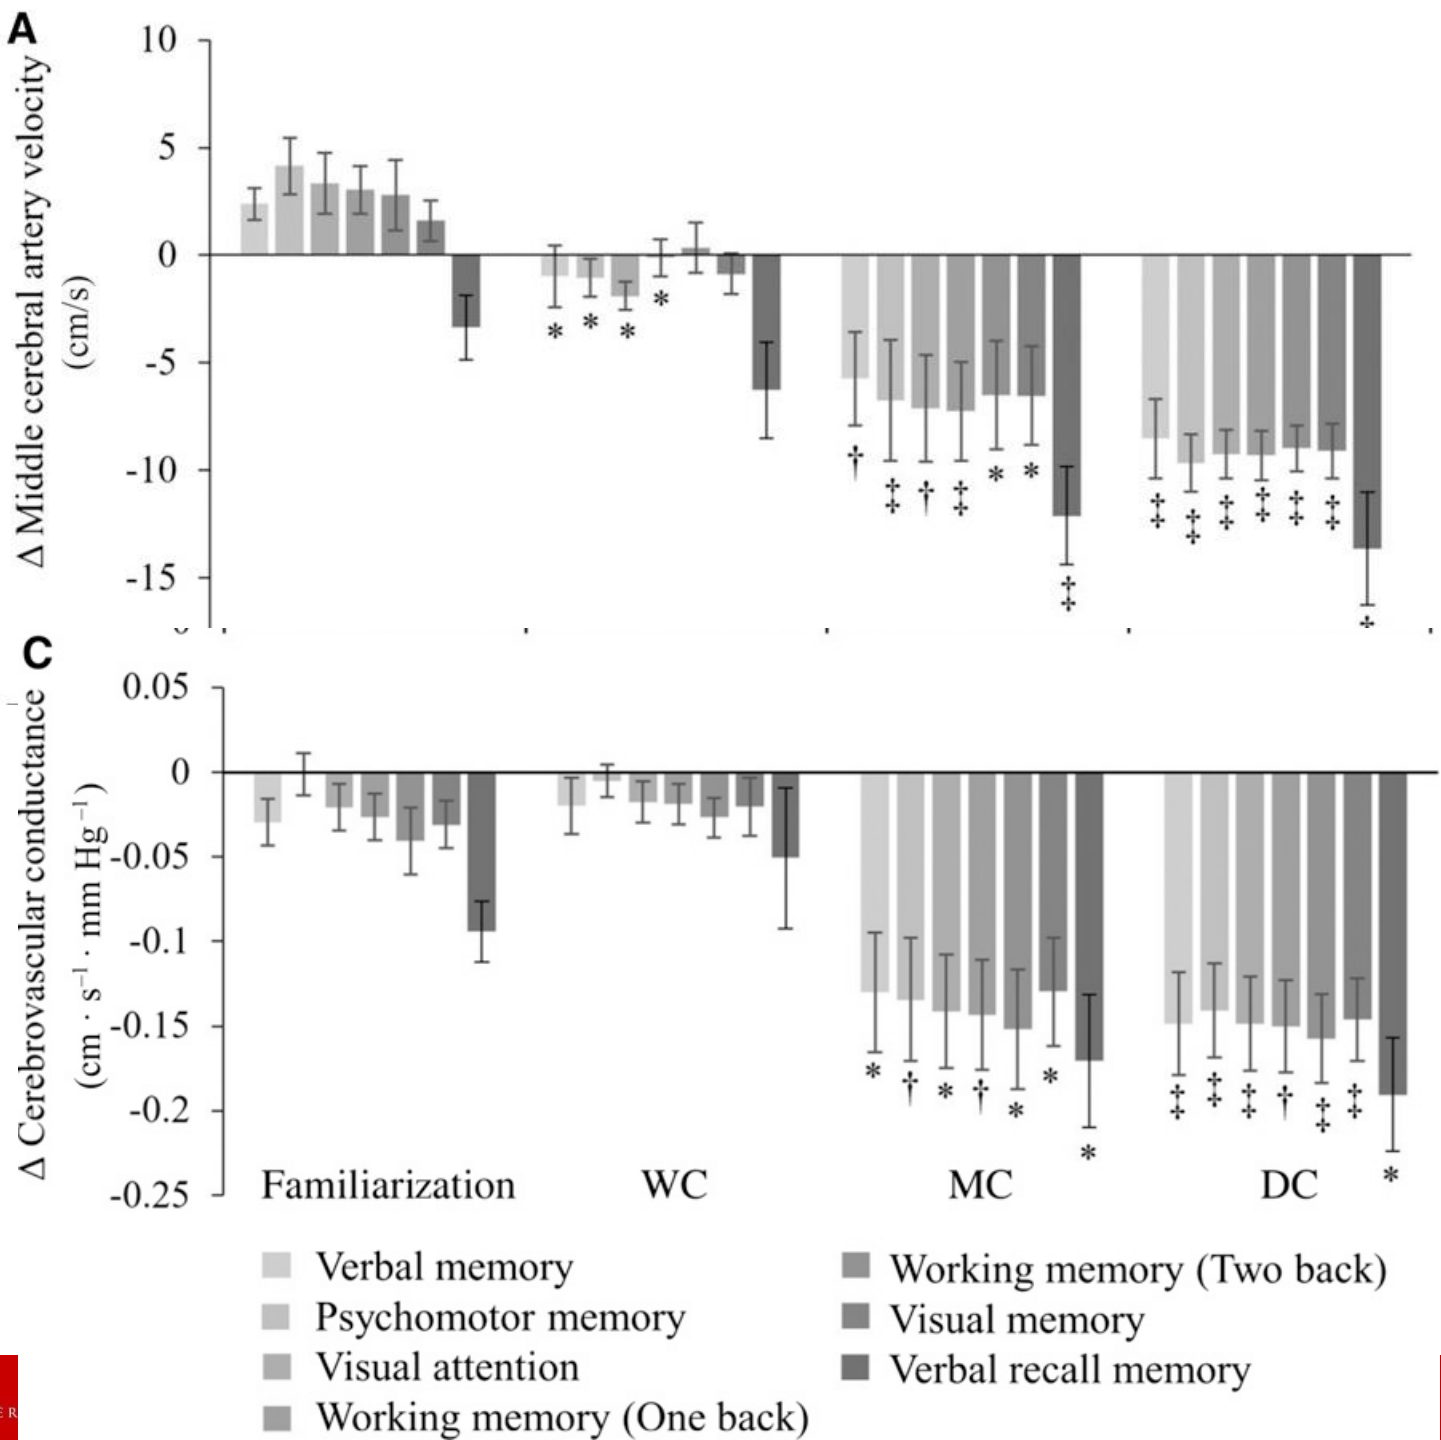 A
Δ Middle cerebral artery velocity
(cm/s)
10
5
0
-5
-10
-15
* * * *
† ‡ † ‡ * * ‡
‡ ‡ ‡ ‡ ‡ ‡ ‡
C
Δ Cerebrovascular conductance
(cm · s⁻¹ · mm Hg⁻¹)
0.05
0
-0.05
-0.1
-0.15
-0.2
-0.25
* † * † * * *
‡ ‡ ‡ † ‡ ‡ *
Familiarization WC MC DC
Verbal memory
Psychomotor memory
Visual attention
Working memory (One back)
Working memory (Two back)
Visual memory
Verbal recall memory
ER